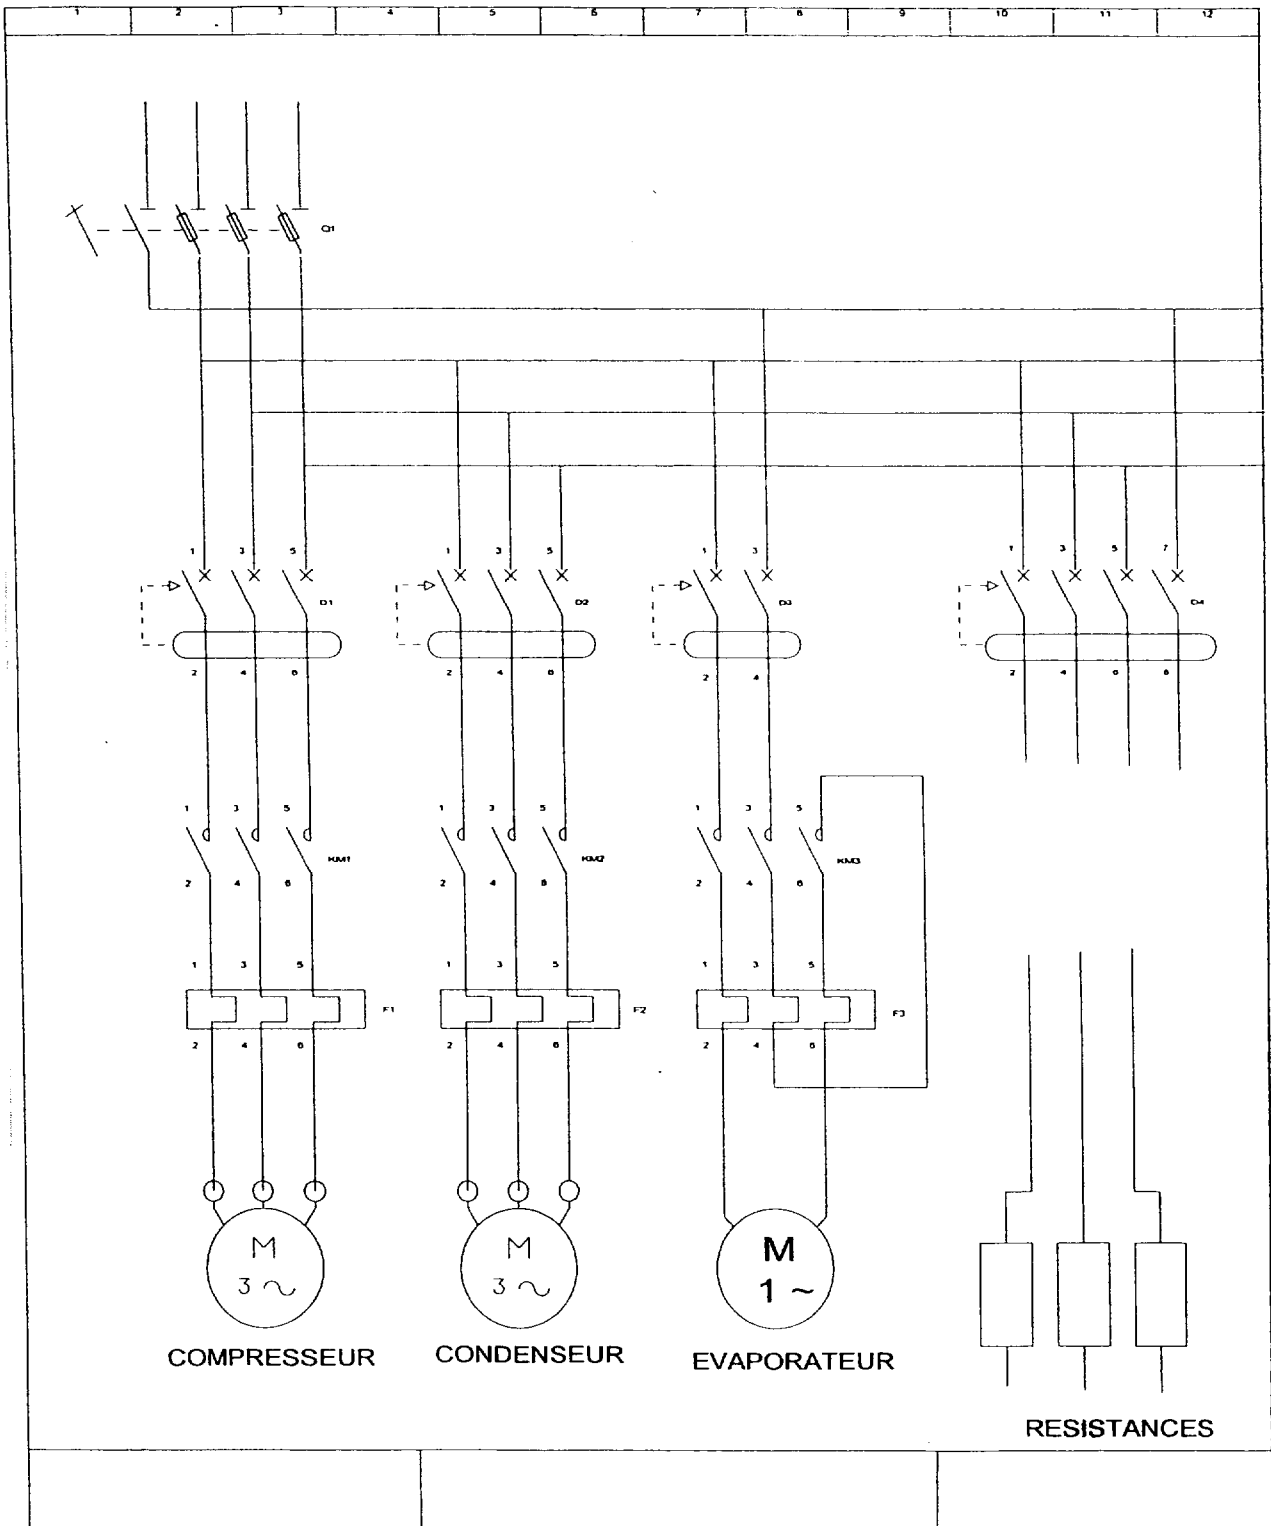 1 2 3 4 5 6 7 8 9 10 11 12
Q1
1 3 5 1 3 5 1 3 1 3 5 7
D1 D2 D3 D4
2 4 6 2 4 6 2 4 2 4 6 8
1 3 5 1 3 5 1 3 5
KM1 KM2 KM3
2 4 6 2 4 6 2 4 6
1 3 5 1 3 5 1 3 5
F1 F2 F3
2 4 6 2 4 6 2 4 6
M M M
3 ~ 3 ~ 1 ~
COMPRESSEUR CONDENSEUR EVAPORATEUR
RESISTANCES